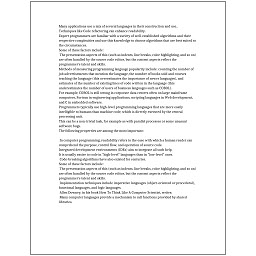 Many applications use a mix of several languages in their construction and use.
Techniques like Code refactoring can enhance readability.
Expert programmers are familiar with a variety of well-established algorithms and their
respective complexities and use this knowledge to choose algorithms that are best suited to
the circumstances.
Some of these factors include:
The presentation aspects of this (such as indents, line breaks, color highlighting, and so on)
are often handled by the source code editor, but the content aspects reflect the
programmer's talent and skills.
Methods of measuring programming language popularity include: counting the number of
job advertisements that mention the language, the number of books sold and courses
teaching the language (this overestimates the importance of newer languages), and
estimates of the number of existing lines of code written in the language (this
underestimates the number of users of business languages such as COBOL).
For example, COBOL is still strong in corporate data centers often on large mainframe
computers, Fortran in engineering applications, scripting languages in Web development,
and C in embedded software.
Programmers typically use high-level programming languages that are more easily
intelligible to humans than machine code, which is directly executed by the central
processing unit.
This can be a non-trivial task, for example as with parallel processes or some unusual
software bugs.
The following properties are among the most important:

In computer programming, readability refers to the ease with which a human reader can
comprehend the purpose, control flow, and operation of source code.
Integrated development environments (IDEs) aim to integrate all such help.
It is usually easier to code in "high-level" languages than in "low-level" ones.
Code-breaking algorithms have also existed for centuries.
Some of these factors include:
The presentation aspects of this (such as indents, line breaks, color highlighting, and so on)
are often handled by the source code editor, but the content aspects reflect the
programmer's talent and skills.
Implementation techniques include imperative languages (object-oriented or procedural),
functional languages, and logic languages.
Allen Downey, in his book How To Think Like A Computer Scientist, writes:
Many computer languages provide a mechanism to call functions provided by shared
libraries.